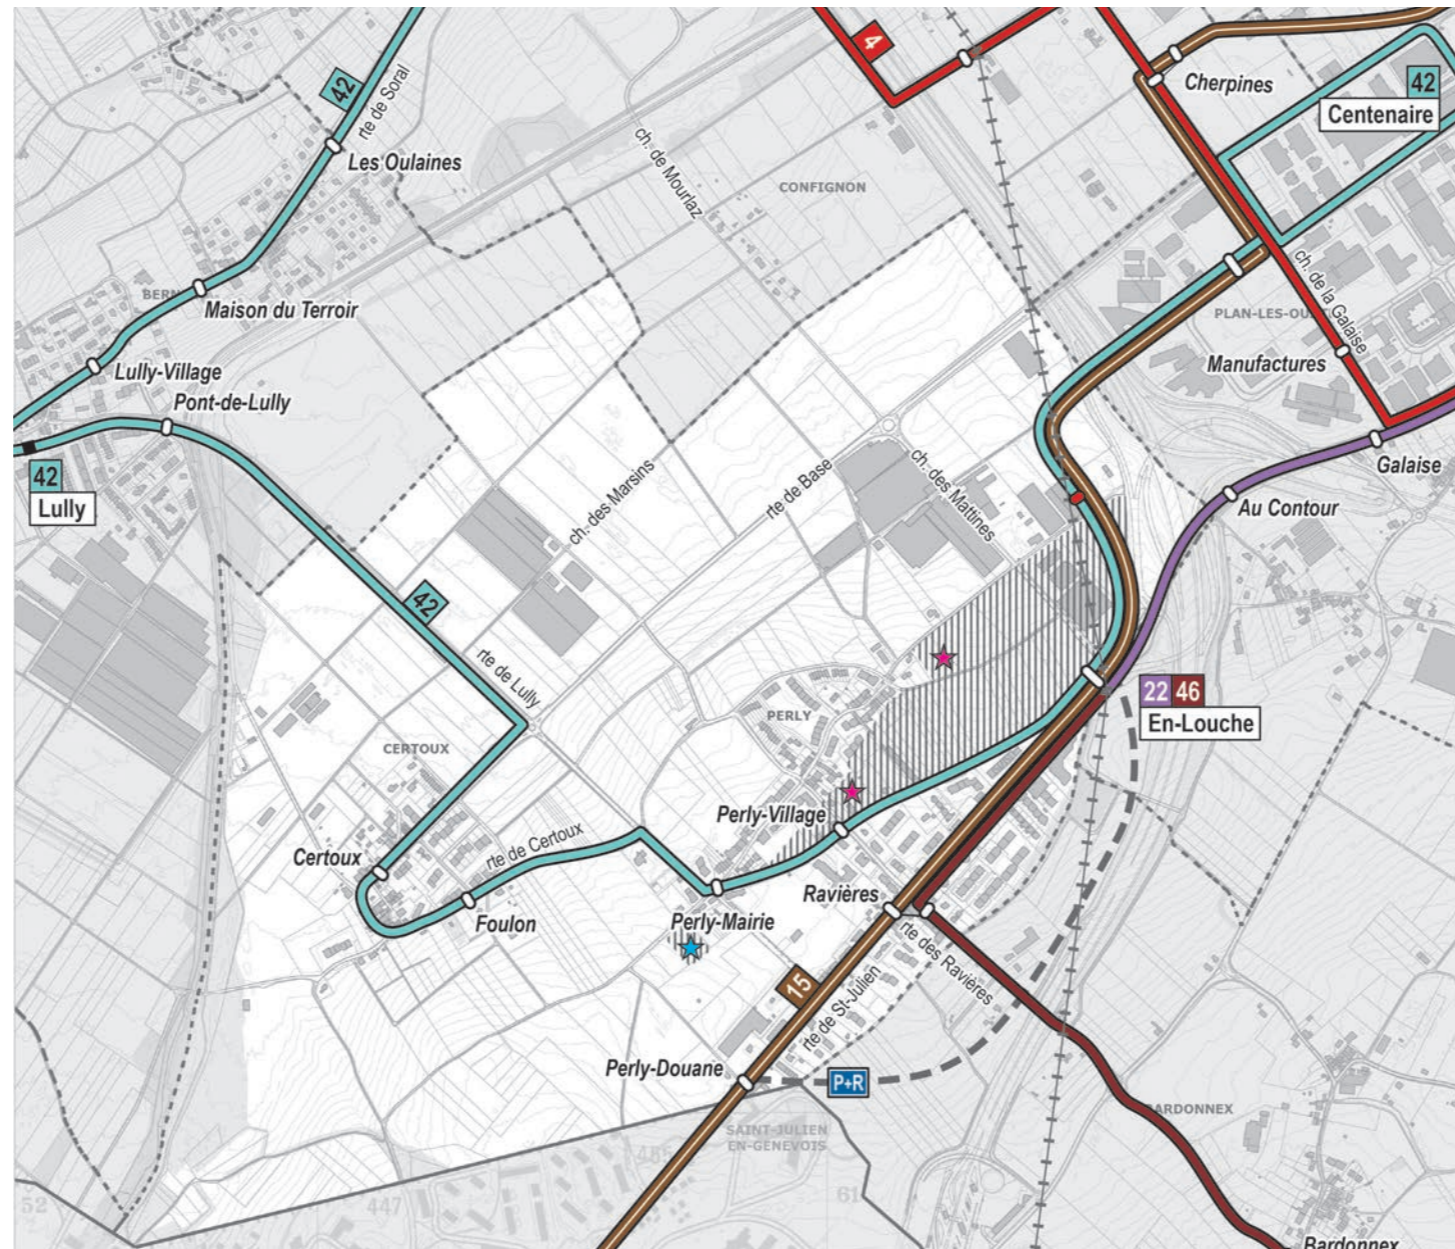 4
Cherpines
42
Centenaire
42
rte de Soral
Les Oulaines
ch. de Mourlaz
CONFIGNON
ch. de la Galaise
Maison du Terroir
PLAN-LES-OU
Manufactures
Lully-Village
Pont-de-Lully
Galaise
42
Lully
ch. des Marsins
rte de Base
ch. des Mattines
Au Contour
42
rte de Lully
22 46
En-Louche
PERLY
CERTOUX
Perly-Village
rte de Certoux
Certoux
Foulon
Ravières
Perly-Mairie
rte des Ravières
15
rte de St-Julien
Perly-Douane
P+R
BARDONNEX
SAINT-JULIEN
EN-GENEVOIS
485
447
52
61
Bardonnex